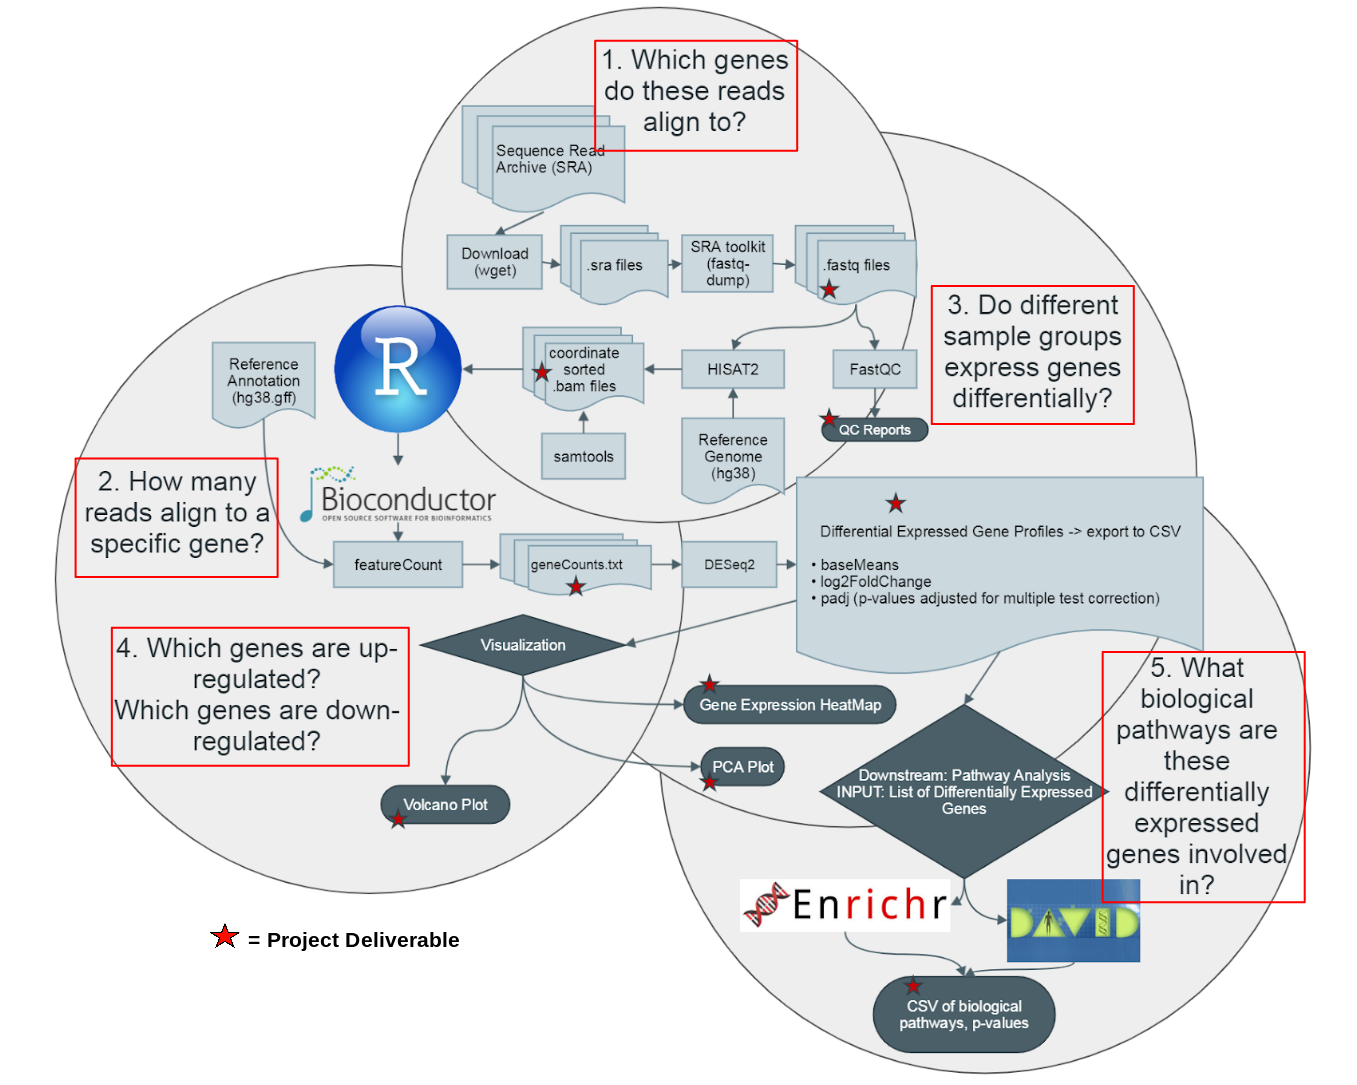 1. Which genes
do these reads
align to?
Sequence Read
Archive (SRA)
Download
(wget)
.sra files
SRA toolkit
(fastq-
dump)
.fastq files
3. Do different
sample groups
express genes
differentially?
Reference
Annotation
(hg38.gff)
R
coordinate
sorted
.bam files
HISAT2
FastQC
QC Reports
samtools
Reference
Genome
(hg38)
2. How many
reads align to a
specific gene?
Bioconductor
OPEN SOURCE SOFTWARE FOR BIOINFORMATICS
featureCount
geneCounts.txt
DESeq2
Differential Expressed Gene Profiles -> export to CSV
• baseMeans
• log2FoldChange
• padj (p-values adjusted for multiple test correction)
4. Which genes are up-
regulated?
Which genes are down-
regulated?
Visualization
Gene Expression HeatMap
PCA Plot
Volcano Plot
5. What
biological
pathways are
these
differentially
expressed
genes involved
in?
Downstream: Pathway Analysis
INPUT: List of Differentially Expressed
Genes
Enrichr
DAVID
CSV of biological
pathways, p-values
= Project Deliverable